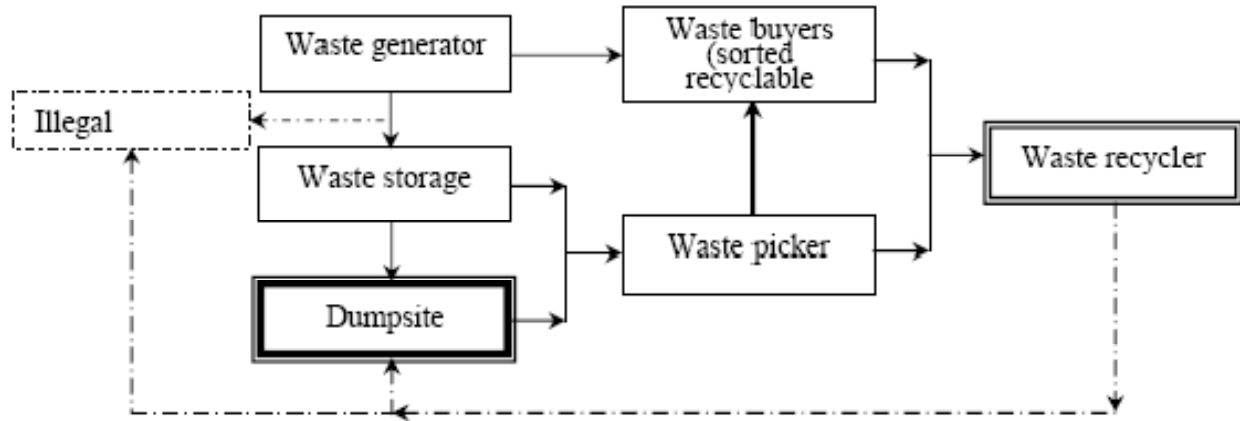 Waste generator
Waste buyers
(sorted
recyclable
Illegal
Waste storage
Waste recycler
Waste picker
Dumpsite